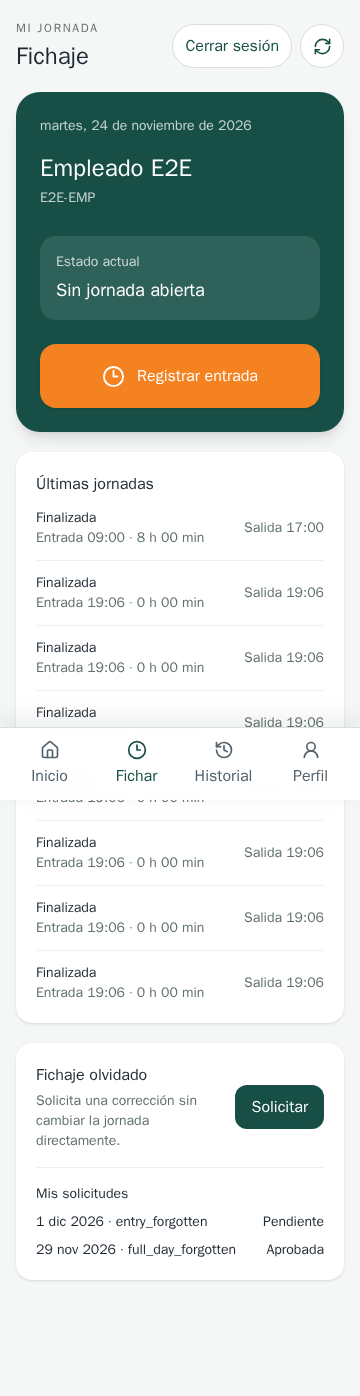 MI JORNADA
Fichaje
Cerrar sesión
martes, 24 de noviembre de 2026
Empleado E2E
E2E-EMP
Estado actual
Sin jornada abierta
Registrar entrada
Últimas jornadas
Finalizada
Entrada 09:00 · 8 h 00 min
Salida 17:00
Finalizada
Entrada 19:06 · 0 h 00 min
Salida 19:06
Finalizada
Entrada 19:06 · 0 h 00 min
Salida 19:06
Finalizada
Salida 19:06
Inicio
Fichar
Historial
Perfil
Finalizada
Entrada 19:06 · 0 h 00 min
Salida 19:06
Finalizada
Entrada 19:06 · 0 h 00 min
Salida 19:06
Finalizada
Entrada 19:06 · 0 h 00 min
Salida 19:06
Fichaje olvidado
Solicita una corrección sin
cambiar la jornada
directamente.
Solicitar
Mis solicitudes
1 dic 2026 · entry_forgotten
Pendiente
29 nov 2026 · full_day_forgotten
Aprobada